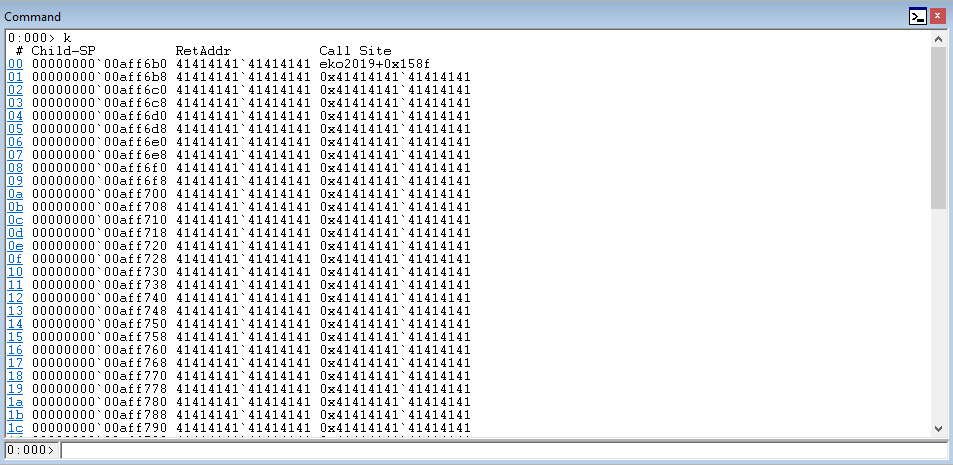 Command
0:000> k
 # Child-SP          RetAddr           Call Site
00 00000000`00aff6b0 41414141`41414141 eko2019+0x158f
01 00000000`00aff6b8 41414141`41414141 0x41414141`41414141
02 00000000`00aff6c0 41414141`41414141 0x41414141`41414141
03 00000000`00aff6c8 41414141`41414141 0x41414141`41414141
04 00000000`00aff6d0 41414141`41414141 0x41414141`41414141
05 00000000`00aff6d8 41414141`41414141 0x41414141`41414141
06 00000000`00aff6e0 41414141`41414141 0x41414141`41414141
07 00000000`00aff6e8 41414141`41414141 0x41414141`41414141
08 00000000`00aff6f0 41414141`41414141 0x41414141`41414141
09 00000000`00aff6f8 41414141`41414141 0x41414141`41414141
0a 00000000`00aff700 41414141`41414141 0x41414141`41414141
0b 00000000`00aff708 41414141`41414141 0x41414141`41414141
0c 00000000`00aff710 41414141`41414141 0x41414141`41414141
0d 00000000`00aff718 41414141`41414141 0x41414141`41414141
0e 00000000`00aff720 41414141`41414141 0x41414141`41414141
0f 00000000`00aff728 41414141`41414141 0x41414141`41414141
10 00000000`00aff730 41414141`41414141 0x41414141`41414141
11 00000000`00aff738 41414141`41414141 0x41414141`41414141
12 00000000`00aff740 41414141`41414141 0x41414141`41414141
13 00000000`00aff748 41414141`41414141 0x41414141`41414141
14 00000000`00aff750 41414141`41414141 0x41414141`41414141
15 00000000`00aff758 41414141`41414141 0x41414141`41414141
16 00000000`00aff760 41414141`41414141 0x41414141`41414141
17 00000000`00aff768 41414141`41414141 0x41414141`41414141
18 00000000`00aff770 41414141`41414141 0x41414141`41414141
19 00000000`00aff778 41414141`41414141 0x41414141`41414141
1a 00000000`00aff780 41414141`41414141 0x41414141`41414141
1b 00000000`00aff788 41414141`41414141 0x41414141`41414141
1c 00000000`00aff790 41414141`41414141 0x41414141`41414141
0:000>